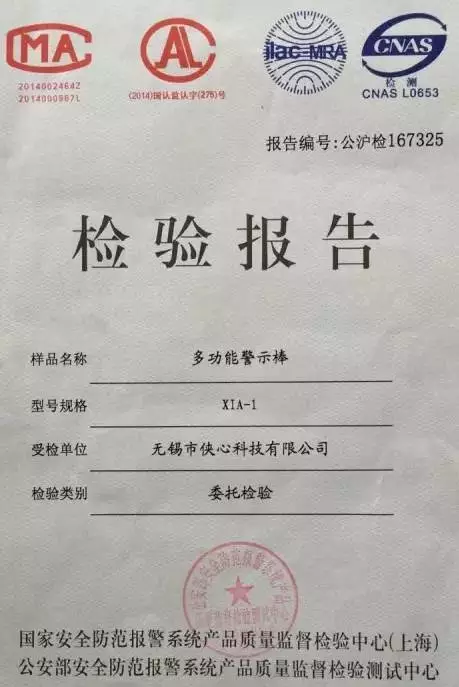 MA
AL
ilac-MRA
CNAS
2014002464Z
2014000967L
(2014)国认监认字(275)号
检测
CNAS L0653
报告编号:公沪检167325
检验报告
样品名称 多功能警示棒
型号规格 XIA-1
受检单位 无锡市侠心科技有限公司
检验类别 委托检验
国家安全防范报警系统产品质量监督检验中心(上海)
公安部安全防范报警系统产品质量监督检验测试中心